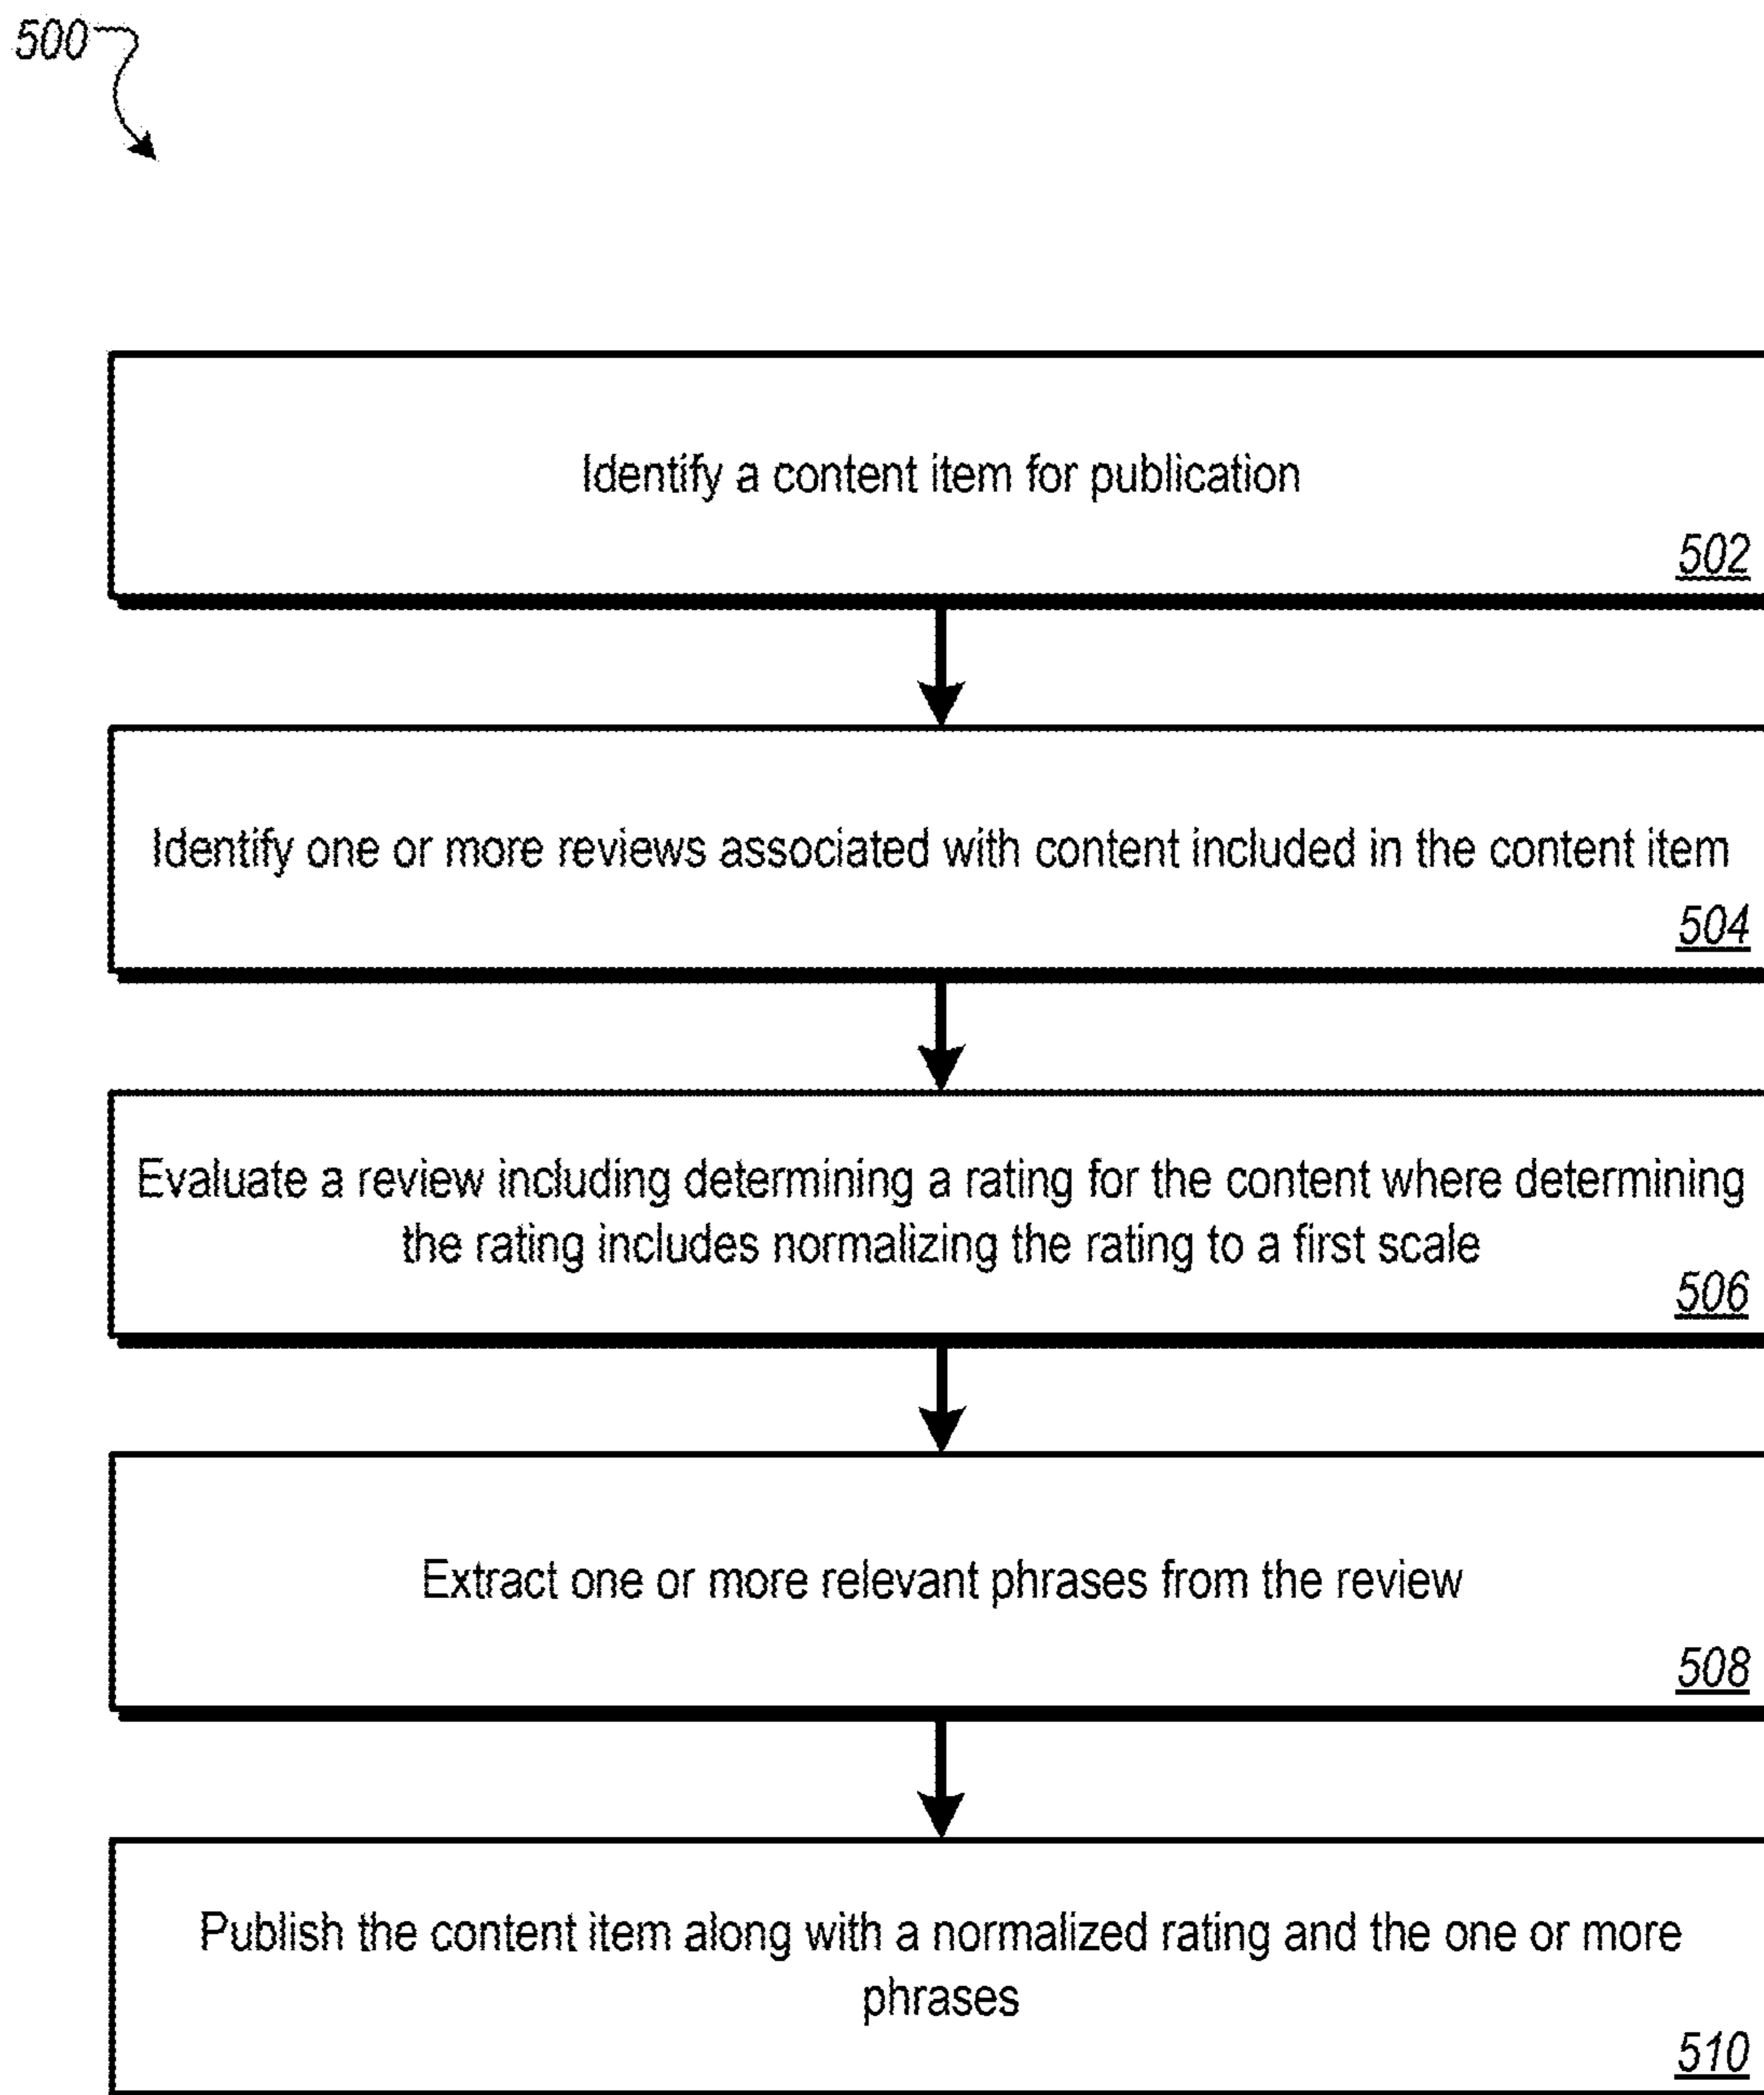 500
Identify a content item for publication
502
Identify one or more reviews associated with content included in the content item
504
Evaluate a review including determining a rating for the content where determining
the rating includes normalizing the rating to a first scale
506
Extract one or more relevant phrases from the review
508
Publish the content item along with a normalized rating and the one or more
phrases
510